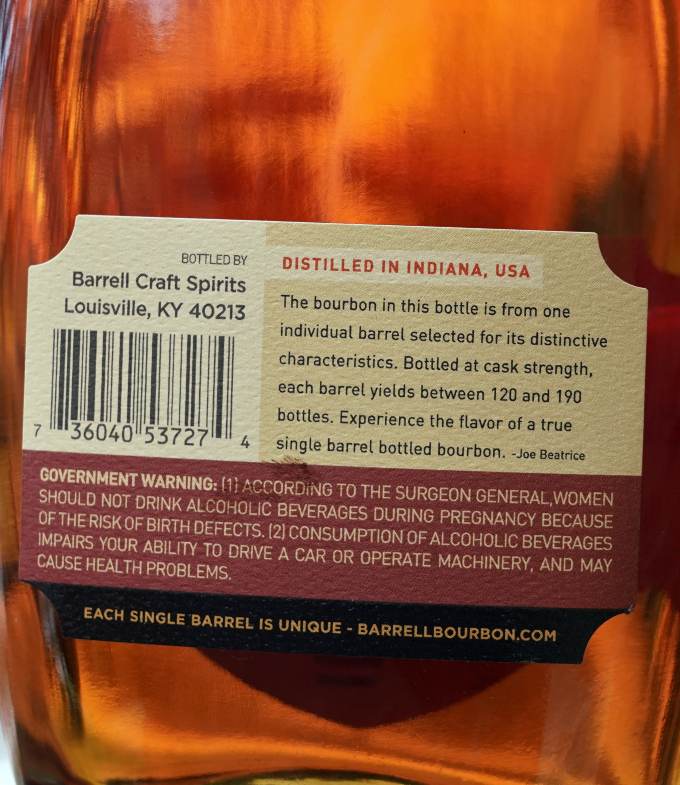 BOTTLED BY
Barrell Craft Spirits
Louisville, KY 40213
7 36040 53727 4
DISTILLED IN INDIANA, USA
The bourbon in this bottle is from one
individual barrel selected for its distinctive
characteristics. Bottled at cask strength,
each barrel yields between 120 and 190
bottles. Experience the flavor of a true
single barrel bottled bourbon. -Joe Beatrice
GOVERNMENT WARNING: (1) ACCORDING TO THE SURGEON GENERAL,WOMEN
SHOULD NOT DRINK ALCOHOLIC BEVERAGES DURING PREGNANCY BECAUSE
OF THE RISK OF BIRTH DEFECTS. (2) CONSUMPTION OF ALCOHOLIC BEVERAGES
IMPAIRS YOUR ABILITY TO DRIVE A CAR OR OPERATE MACHINERY, AND MAY
CAUSE HEALTH PROBLEMS.
EACH SINGLE BARREL IS UNIQUE - BARRELLBOURBON.COM